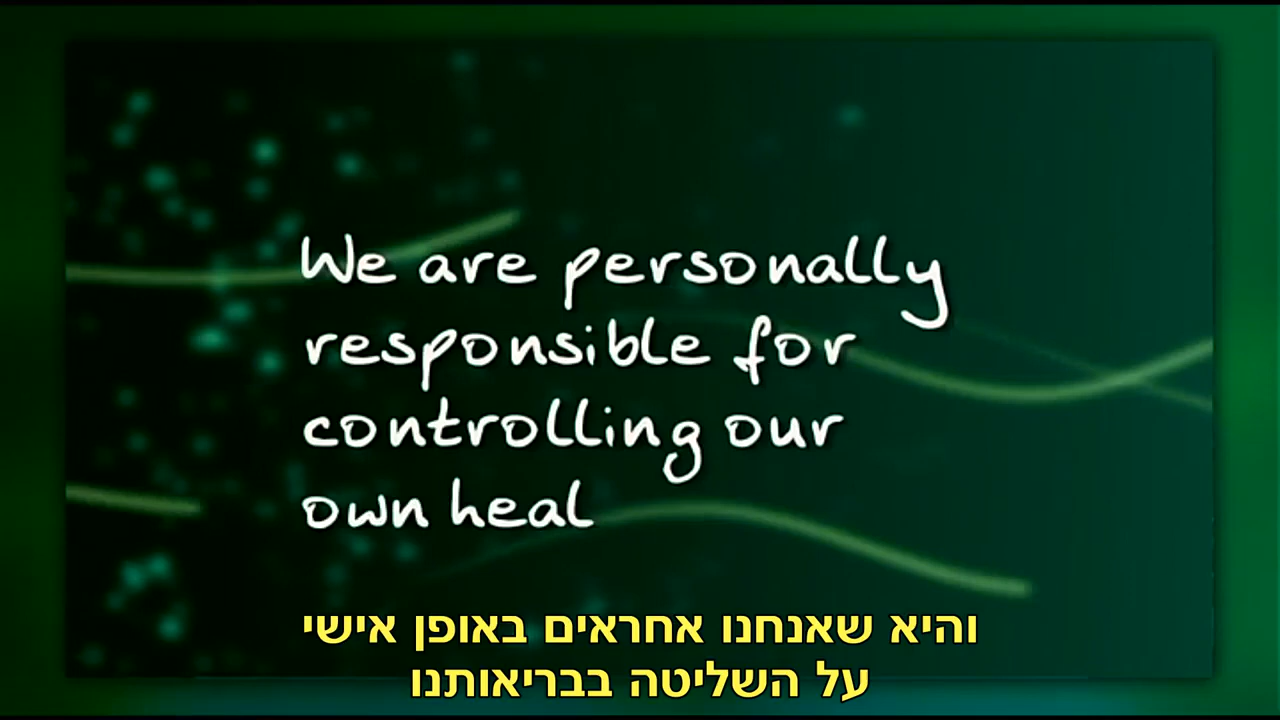 We are personally
responsible for
controlling our
own heal
והיא שאנחנו אחראים באופן אישי
על השליטה בבריאותנו